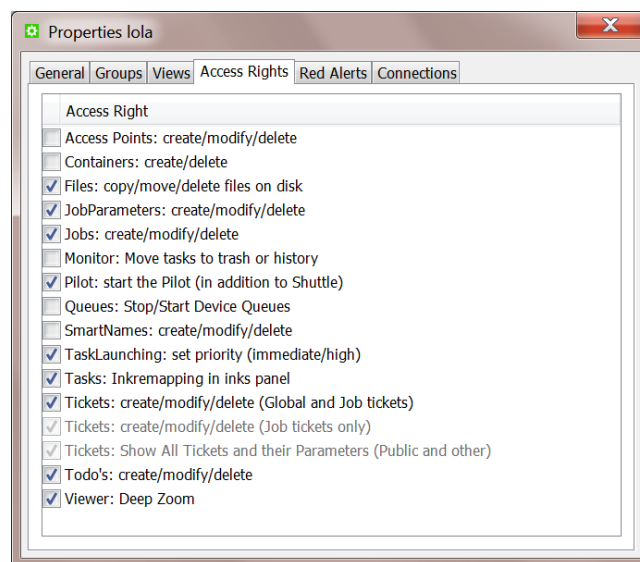 Properties lola
General Groups Views Access Rights Red Alerts Connections
Access Right
Access Points: create/modify/delete
Containers: create/delete
Files: copy/move/delete files on disk
JobParameters: create/modify/delete
Jobs: create/modify/delete
Monitor: Move tasks to trash or history
Pilot: start the Pilot (in addition to Shuttle)
Queues: Stop/Start Device Queues
SmartNames: create/modify/delete
TaskLaunching: set priority (immediate/high)
Tasks: Inkremapping in inks panel
Tickets: create/modify/delete (Global and Job tickets)
Tickets: create/modify/delete (Job tickets only)
Tickets: Show All Tickets and their Parameters (Public and other)
Todo's: create/modify/delete
Viewer: Deep Zoom